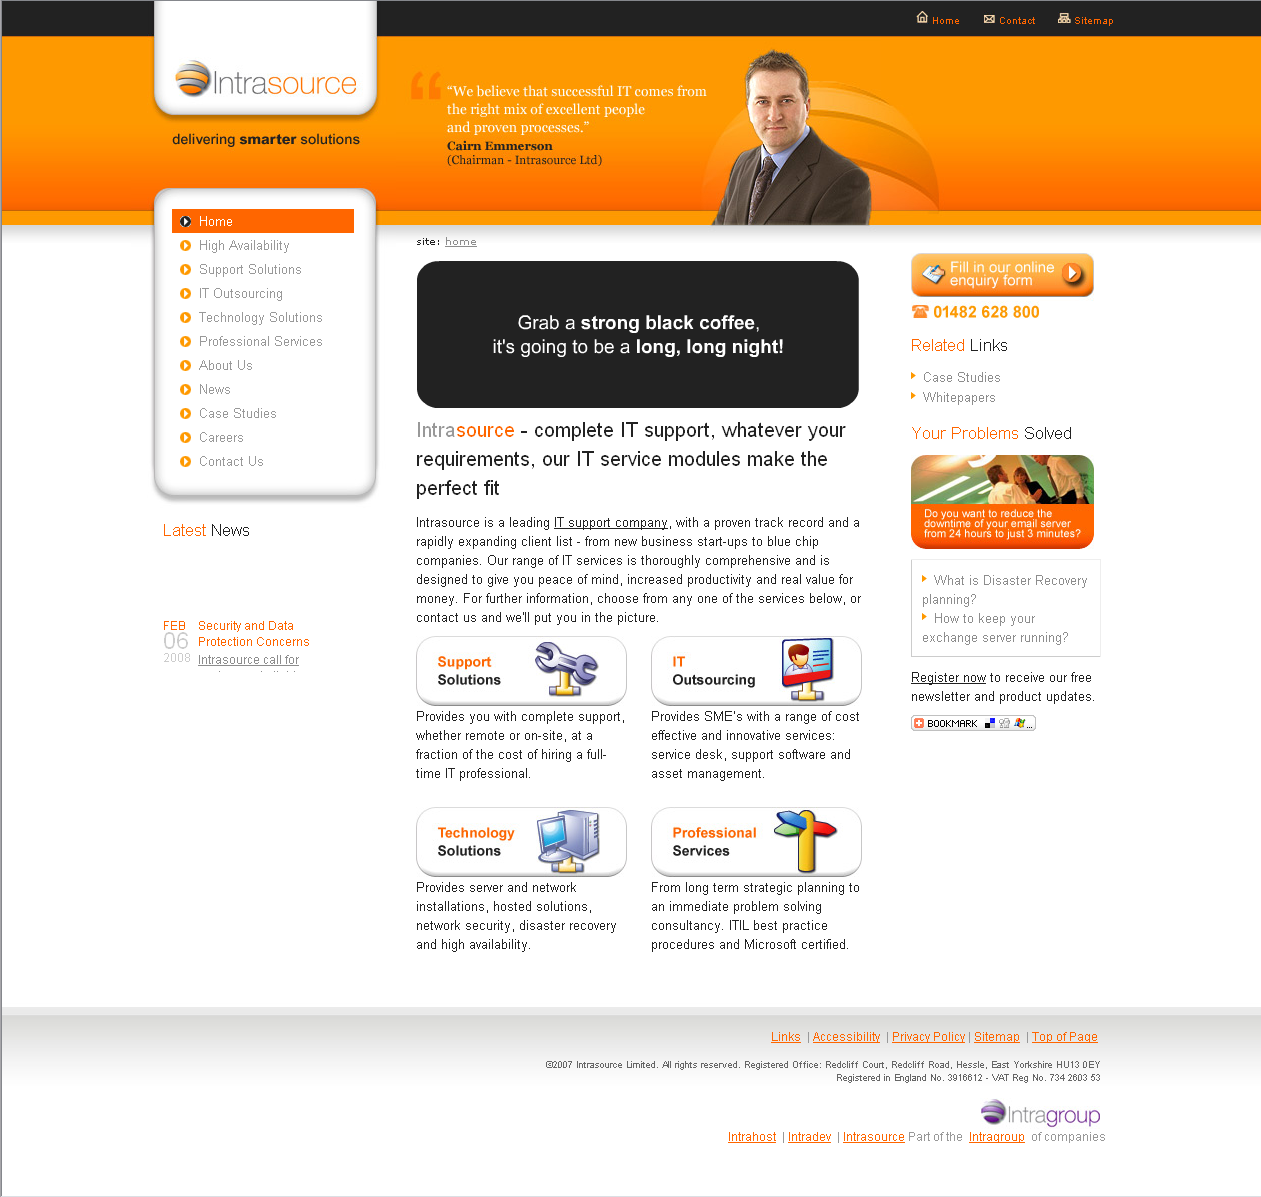 Home
Contact
Sitemap
Intrasource
delivering smarter solutions
“We believe that successful IT comes from
the right mix of excellent people
and proven processes.”
Cairn Emmerson
(Chairman - Intrasource Ltd)
Home
High Availability
Support Solutions
IT Outsourcing
Technology Solutions
Professional Services
About Us
News
Case Studies
Careers
Contact Us
Latest News
FEB
06
2008
Security and Data
Protection Concerns
Intrasource call for
site: home
Grab a strong black coffee,
it's going to be a long, long night!
Intrasource - complete IT support, whatever your
requirements, our IT service modules make the
perfect fit
Intrasource is a leading IT support company, with a proven track record and a
rapidly expanding client list - from new business start-ups to blue chip
companies. Our range of IT services is thoroughly comprehensive and is
designed to give you peace of mind, increased productivity and real value for
money. For further information, choose from any one of the services below, or
contact us and we'll put you in the picture.
Support
Solutions
Provides you with complete support,
whether remote or on-site, at a
fraction of the cost of hiring a full-
time IT professional.
IT
Outsourcing
Provides SME's with a range of cost
effective and innovative services:
service desk, support software and
asset management.
Technology
Solutions
Provides server and network
installations, hosted solutions,
network security, disaster recovery
and high availability.
Professional
Services
From long term strategic planning to
an immediate problem solving
consultancy. ITIL best practice
procedures and Microsoft certified.
Fill in our online
enquiry form
01482 628 800
Related Links
Case Studies
Whitepapers
Your Problems Solved
Do you want to reduce the
downtime of your email server
from 24 hours to just 3 minutes?
What is Disaster Recovery
planning?
How to keep your
exchange server running?
Register now to receive our free
newsletter and product updates.
BOOKMARK
Links | Accessibility | Privacy Policy | Sitemap | Top of Page
©2007 Intrasource Limited. All rights reserved. Registered Office: Redcliff Court, Redcliff Road, Hessle, East Yorkshire HU13 0EY
Registered in England No. 3916612 - VAT Reg No. 734 2603 53
Intragroup
Intrahost | Intradev | Intrasource Part of the Intragroup of companies